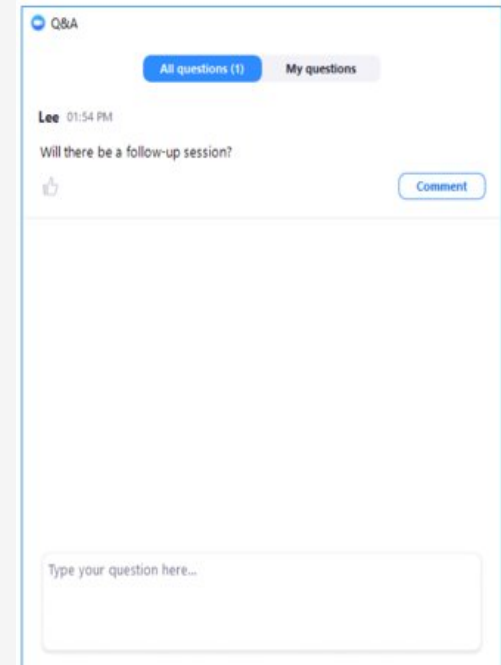 Q&A
All questions (1) My questions
Lee 01:54 PM
Will there be a follow-up session?
Comment
Type your question here...